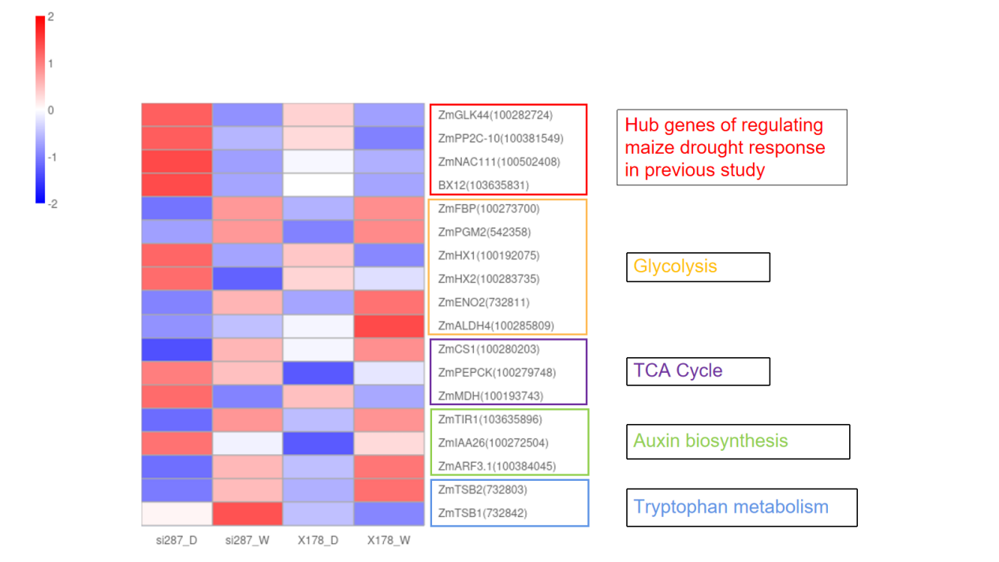 2
1
0
-1
-2
ZmGLK44(100282724)
ZmPP2C-10(100381549)
ZmNAC111(100502408)
BX12(103635831)
ZmFBP(100273700)
ZmPGM2(542358)
ZmHX1(100192075)
ZmHX2(100283735)
ZmENO2(732811)
ZmALDH4(100285809)
ZmCS1(100280203)
ZmPEPCK(100279748)
ZmMDH(100193743)
ZmTIR1(103635896)
ZmIAA26(100272504)
ZmARF3.1(100384045)
ZmTSB2(732803)
ZmTSB1(732842)
si287_D
si287_W
X178_D
X178_W
Hub genes of regulating
maize drought response
in previous study
Glycolysis
TCA Cycle
Auxin biosynthesis
Tryptophan metabolism